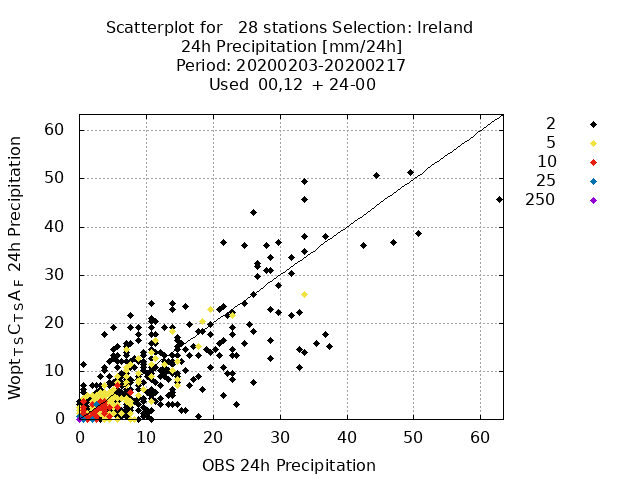 Scatterplot for 28 stations Selection: Ireland
24h Precipitation [mm/24h]
Period: 20200203-20200217
Used 00,12 + 24-00
2
5
10
25
250
Wopt T S C T S A F 24h Precipitation
60
50
40
30
20
10
0
0 10 20 30 40 50 60
OBS 24h Precipitation